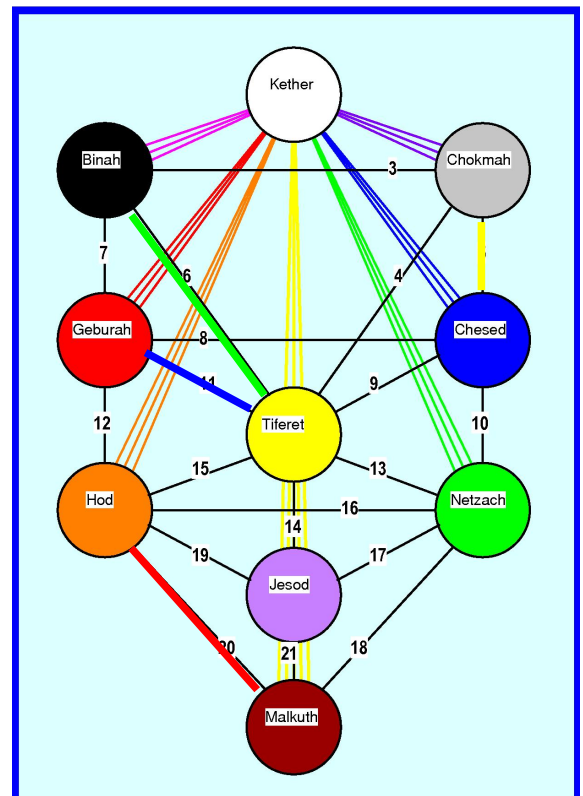 Kether
Binah
Chokmah
3
7
6
4
Geburah
8
Chesed
11
9
12
Tiferet
10
15
13
Hod
16
Netzach
14
19
17
Jesod
20
21
18
Malkuth